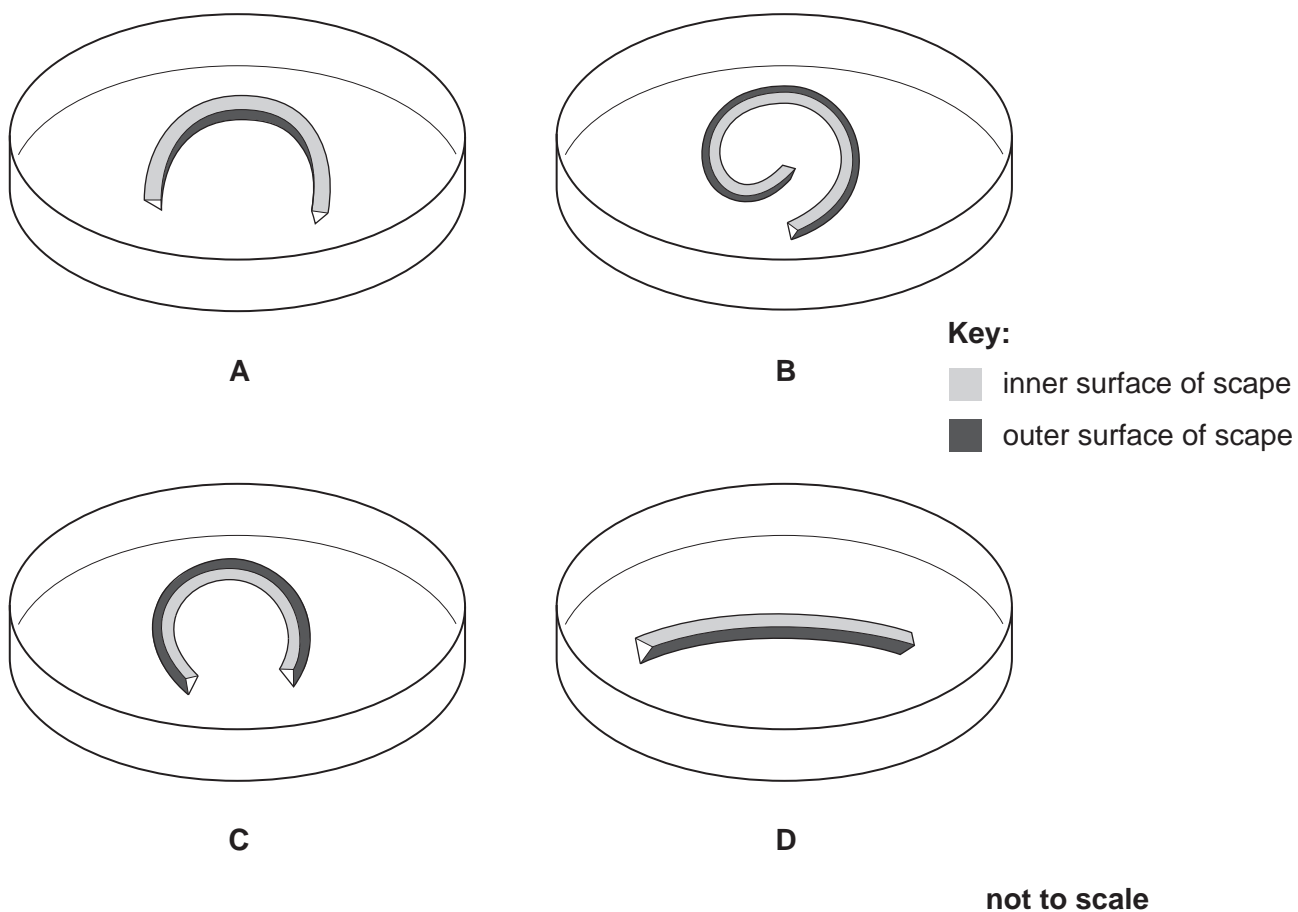 A
B
Key:
inner surface of scape
outer surface of scape
C
D
not to scale